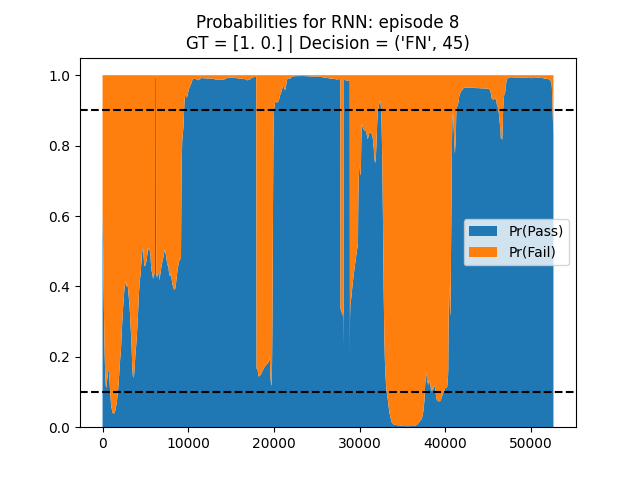 Probabilities for RNN: episode 8
GT = [1. 0.] | Decision = ('FN', 45)
1.0
0.8
0.6
0.4
0.2
0.0
Pr(Pass)
Pr(Fail)
0 10000 20000 30000 40000 50000